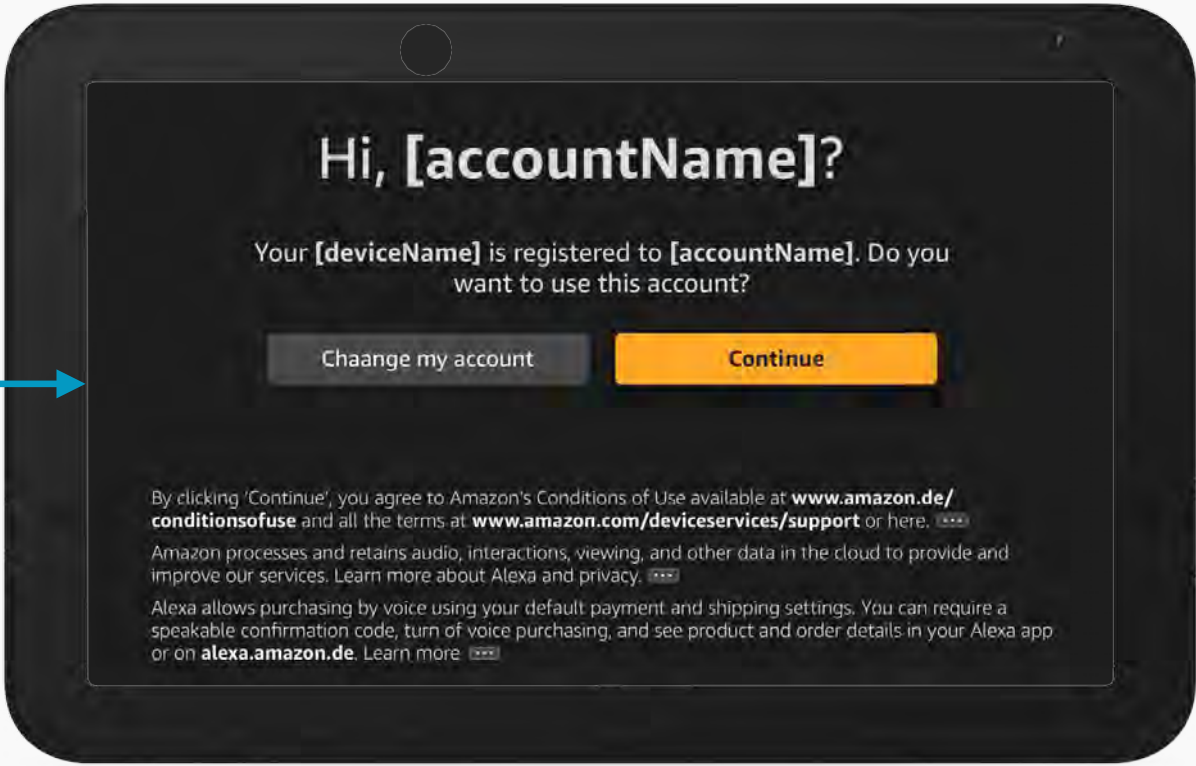 Hi, [accountName]?
Your [deviceName] is registered to [accountName]. Do you
want to use this account?
Chaange my account
Continue
By clicking 'Continue', you agree to Amazon's Conditions of Use available at www.amazon.de/
conditionsofuse and all the terms at www.amazon.com/deviceservices/support or here.
Amazon processes and retains audio, interactions, viewing, and other data in the cloud to provide and
improve our services. Learn more about Alexa and privacy.
Alexa allows purchasing by voice using your default payment and shipping settings. You can require a
speakable confirmation code, turn of voice purchasing, and see product and order details in your Alexa app
or on alexa.amazon.de. Learn more